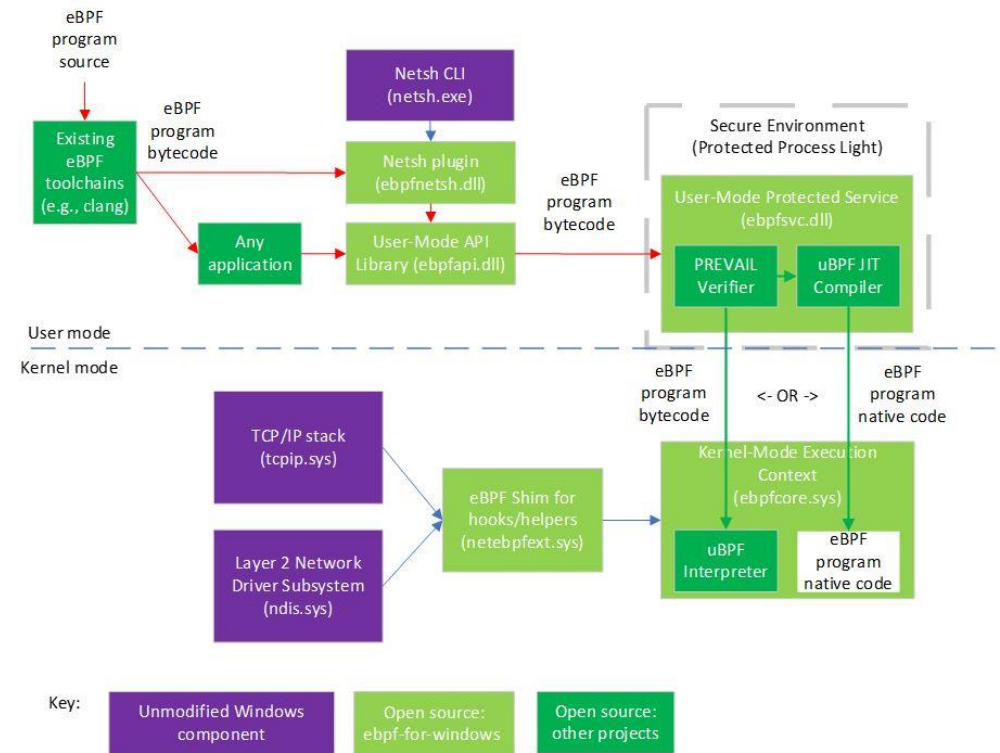 eBPF
program
source
Netsh CLI
(netsh.exe)
eBPF
program
bytecode
Existing
eBPF
toolchains
(e.g., clang)
Netsh plugin
(ebpfnetsh.dll)
Any
application
User-Mode API
Library (ebpfapi.dll)
eBPF
program
bytecode
Secure Environment
(Protected Process Light)
User-Mode Protected Service
(ebpfsvc.dll)
PREVAIL
Verifier
uBPF JIT
Compiler
User mode
Kernel mode
eBPF
program
bytecode
<- OR ->
eBPF
program
native code
TCP/IP stack
(tcpip.sys)
Layer 2 Network
Driver Subsystem
(ndis.sys)
eBPF Shim for
hooks/helpers
(netebpfext.sys)
Kernel-Mode Execution
Context
(ebpfcore.sys)
uBPF
Interpreter
eBPF
program
native code
Key:
Unmodified Windows
component
Open source:
ebpf-for-windows
Open source:
other projects